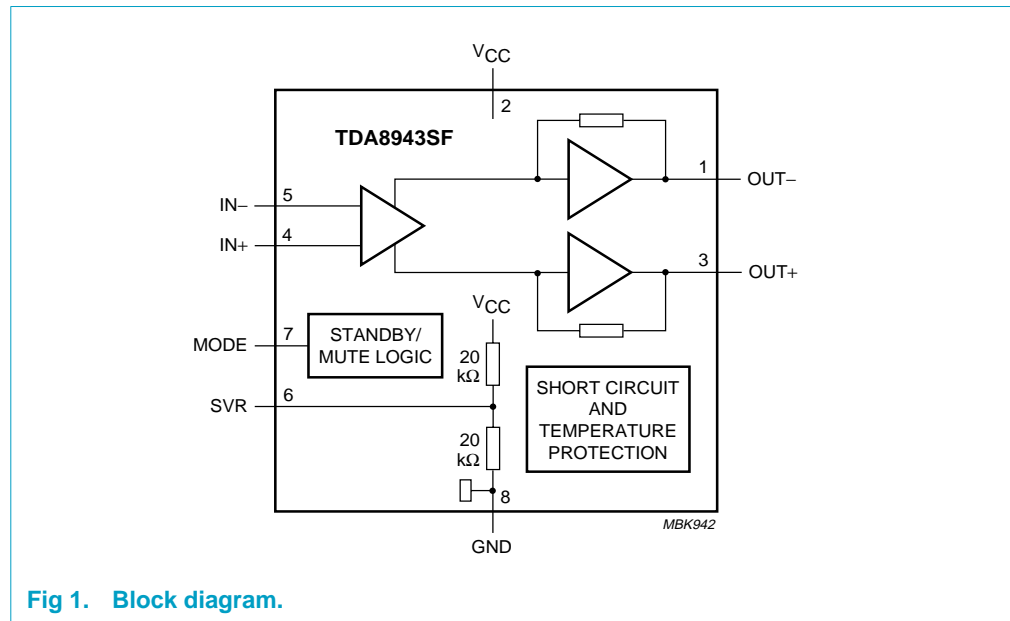 VCC
2
TDA8943SF
1
OUT−
5
IN−
4
IN+
3
OUT+
VCC
7
MODE
STANDBY/
MUTE LOGIC
20
kΩ
6
SVR
SHORT CIRCUIT
AND
TEMPERATURE
PROTECTION
20
kΩ
8
MBK942
GND
Fig 1. Block diagram.